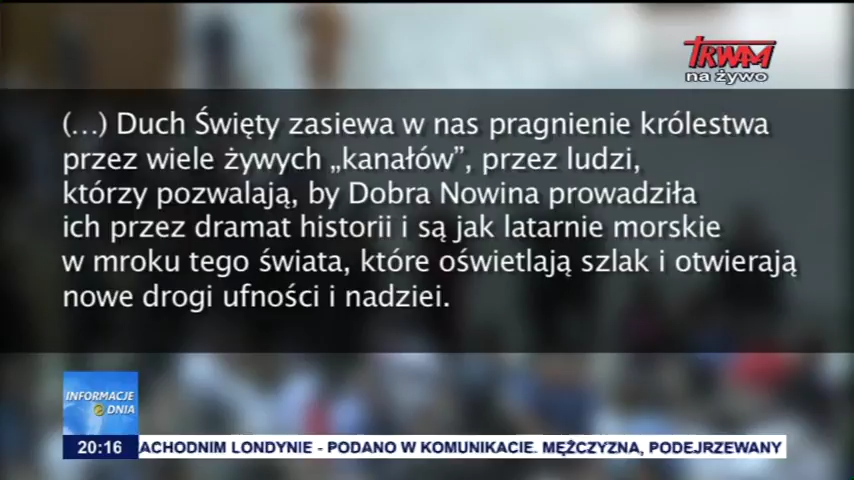 TRWAM
na żywo
(...) Duch Święty zasiewa w nas pragnienie królestwa
przez wiele żywych „kanałów”, przez ludzi,
którzy pozwalają, by Dobra Nowina prowadziła
ich przez dramat historii i są jak latarnie morskie
w mroku tego świata, które oświetlają szlak i otwierają
nowe drogi ufności i nadziei.
INFORMACJE
DNIA
20:16 ACHODNIM LONDYNIE - PODANO W KOMUNIKACIE. MĘŻCZYZNA, PODEJRZEWANY